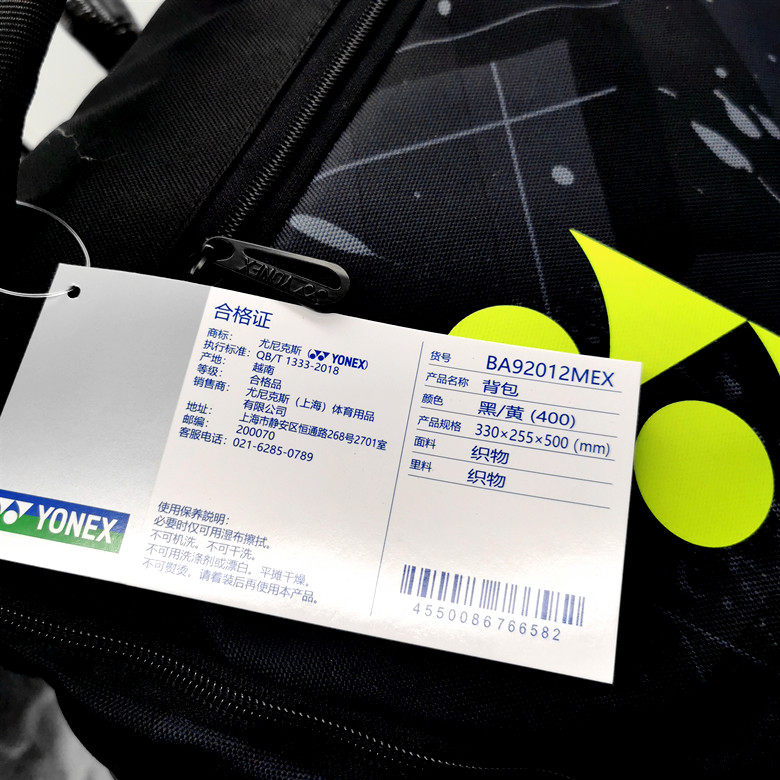 YONEX
合格证
商标: 尤尼克斯 YONEX
执行标准: QB/T 1333-2018
产地: 越南
等级: 合格品
销售商: 尤尼克斯（上海）体育用品
有限公司
地址: 上海市静安区恒通路268号2701室
邮编: 200070
客服电话: 021-6285-0789
使用保养説明:
必要时仅可用湿布擦拭。
不可机洗。不可干洗。
不可用洗涤剂或漂白。平摊干燥。
不可熨烫，请着装后再使用本产品。
货号 BA92012MEX
产品名称 背包
颜色 黑/黄 (400)
产品规格 330×255×500 (mm)
面料 织物
里料 织物
4550086766582
YONEX